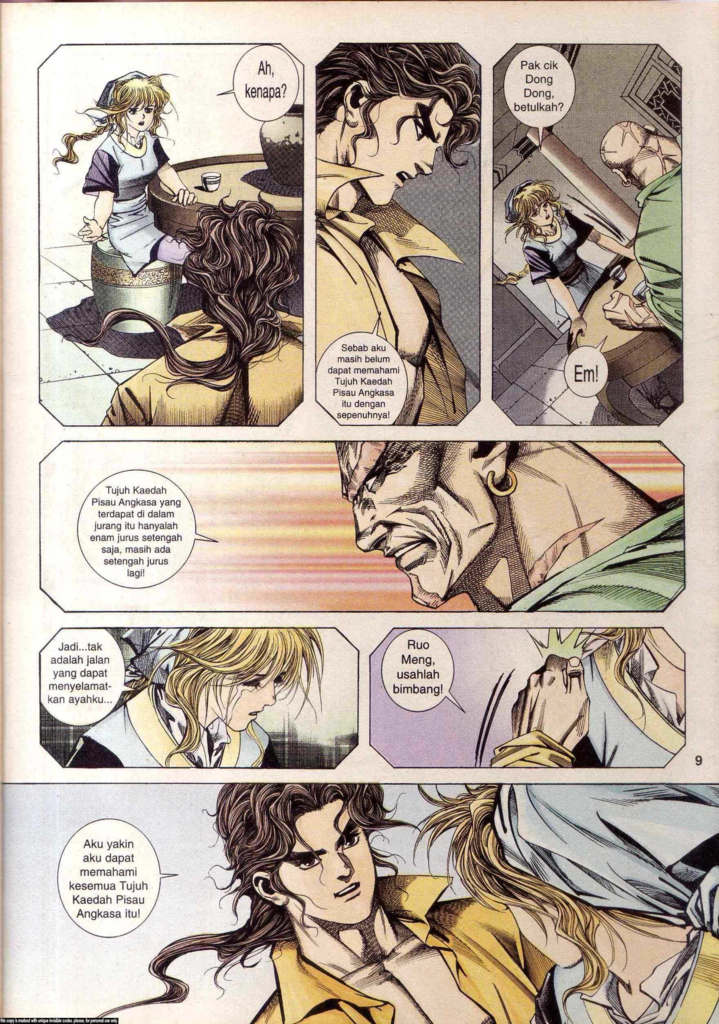 Ah,
kenapa?
Sebab aku
masih belum
dapat memahami
Tujuh Kaedah
Pisau Angkasa
itu dengan
sepenuhnya!
Pak cik
Dong
Dong,
betulkah?
Em!
Tujuh Kaedah
Pisau Angkasa yang
terdapat di dalam
jurang itu hanyalah
enam jurus setengah
saja, masih ada
setengah jurus
lagi!
Jadi...tak
adalah jalan
yang dapat
menyelamat-
kan ayahku...
Ruo
Meng,
usahlah
bimbang!
9
Aku yakin
aku dapat
memahami
kesemua Tujuh
Kaedah Pisau
Angkasa itu!